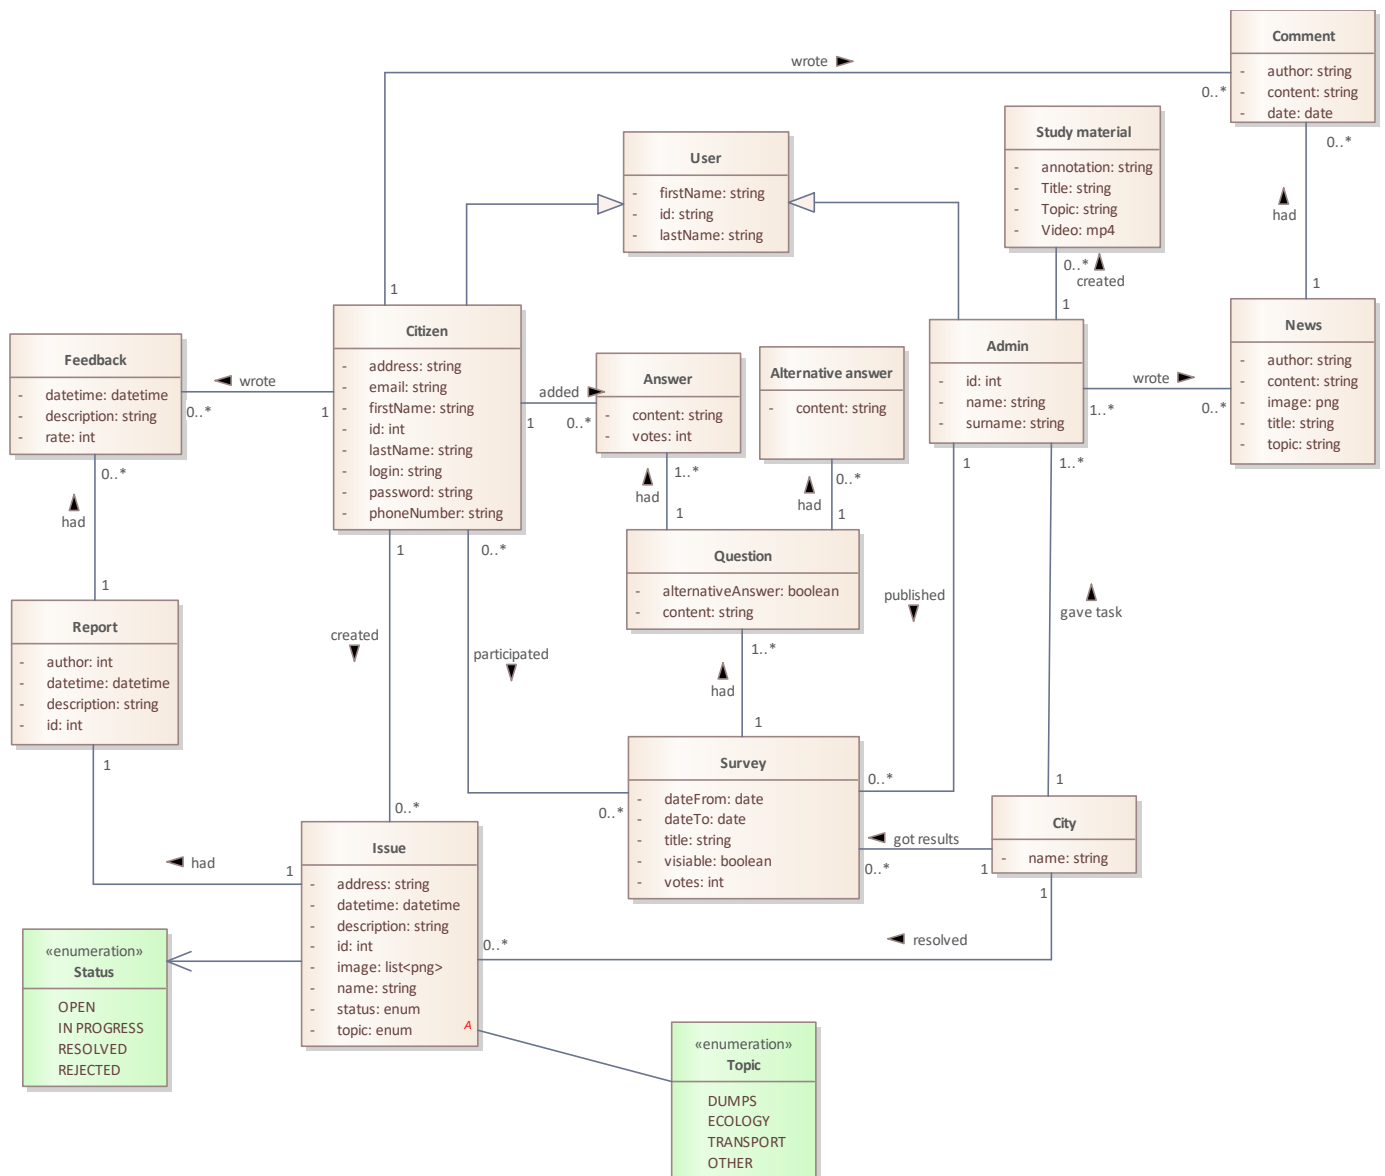 Comment
- author: string
- content: string
- date: date
wrote
0..*
0..*
Study material
- annotation: string
- Title: string
- Topic: string
- Video: mp4
0..*
created
1
User
- firstName: string
- id: string
- lastName: string
had
1
1
Citizen
- address: string
- email: string
- firstName: string
- id: int
- lastName: string
- login: string
- password: string
- phoneNumber: string
Feedback
- datetime: datetime
- description: string
- rate: int
wrote
0..*
1
0..*
added
1
0..*
Answer
- content: string
- votes: int
1..*
had
1
Alternative answer
- content: string
0..*
had
1
Admin
- id: int
- name: string
- surname: string
wrote
1..*
0..*
1
1..*
News
- author: string
- content: string
- image: png
- title: string
- topic: string
had
1
Report
- author: int
- datetime: datetime
- description: string
- id: int
1
1
0..*
created
participated
Question
- alternativeAnswer: boolean
- content: string
1..*
had
1
published
gave task
0..*
0..*
0..*
1
Survey
- dateFrom: date
- dateTo: date
- title: string
- visiable: boolean
- votes: int
got results
0..*
1
City
- name: string
1
had
1
Issue
- address: string
- datetime: datetime
- description: string
- id: int
- image: list<png>
- name: string
- status: enum
- topic: enum
A
0..*
resolved
«enumeration»
Status
OPEN
IN PROGRESS
RESOLVED
REJECTED
«enumeration»
Topic
DUMPS
ECOLOGY
TRANSPORT
OTHER